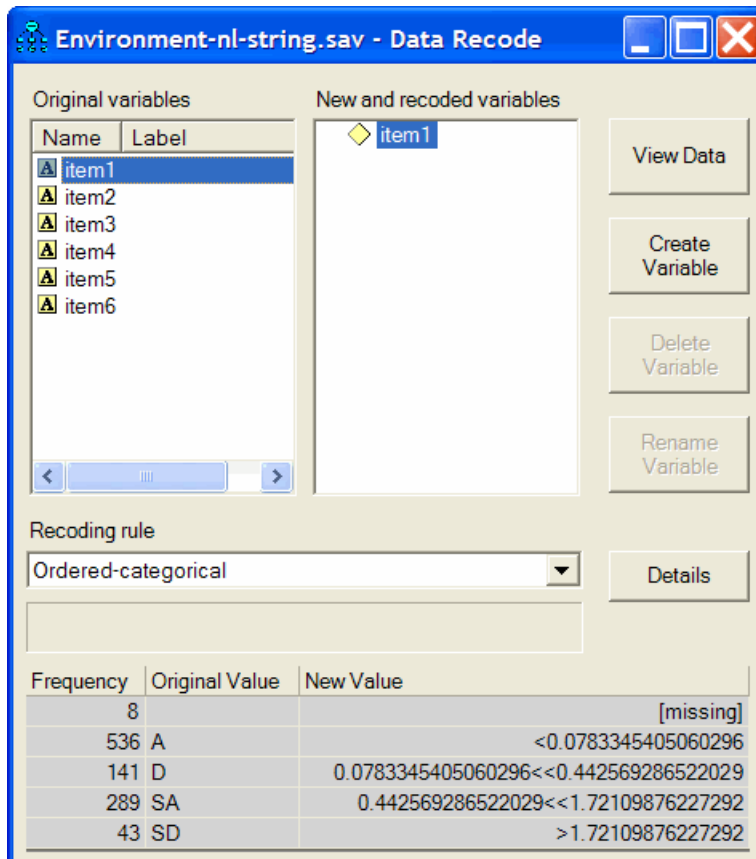 Environment-nl-string.sav - Data Recode
Original variables
New and recoded variables
Name Label
item1
item2
item3
item4
item5
item6
item1
View Data
Create
Variable
Delete
Variable
Rename
Variable
Recoding rule
Ordered-categorical
Details
Frequency Original Value New Value
8 [missing]
536 A <0.0783345405060296
141 D 0.0783345405060296<<0.442569286522029
289 SA 0.442569286522029<<1.72109876227292
43 SD >1.72109876227292